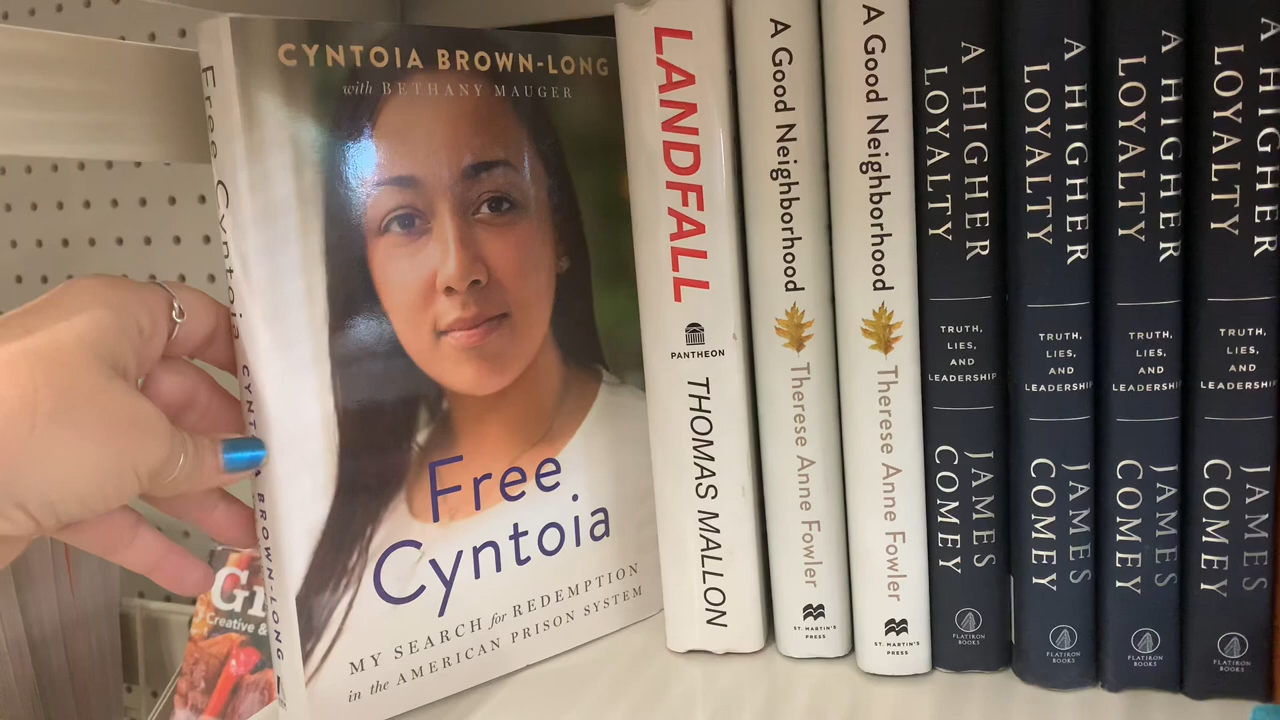 CYNTOIA BROWN-LONG
with BETHANY MAUGER
Free
Cyntoia
MY SEARCH for REDEMPTION
in the AMERICAN PRISON SYSTEM
Free Cyntoia CYNTOIA BROWN-LONG
Creative &
LANDFALL
PANTHEON
THOMAS MALLON
A Good Neighborhood
Therese Anne Fowler
ST. MARTIN'S
PRESS
A Good Neighborhood
Therese Anne Fowler
ST. MARTIN'S
PRESS
A HIGHER
LOYALTY
TRUTH,
LIES,
AND
LEADERSHIP
JAMES
COMEY
FLATIRON
BOOKS
A HIGHER
LOYALTY
TRUTH,
LIES,
AND
LEADERSHIP
JAMES
COMEY
FLATIRON
BOOKS
A HIGHER
LOYALTY
TRUTH,
LIES,
AND
LEADERSHIP
JAMES
COMEY
FLATIRON
BOOKS
A HIGHER
LOYALTY
TRUTH,
LIES,
AND
LEADERSHIP
JAMES
COMEY
FLATIRON
BOOKS